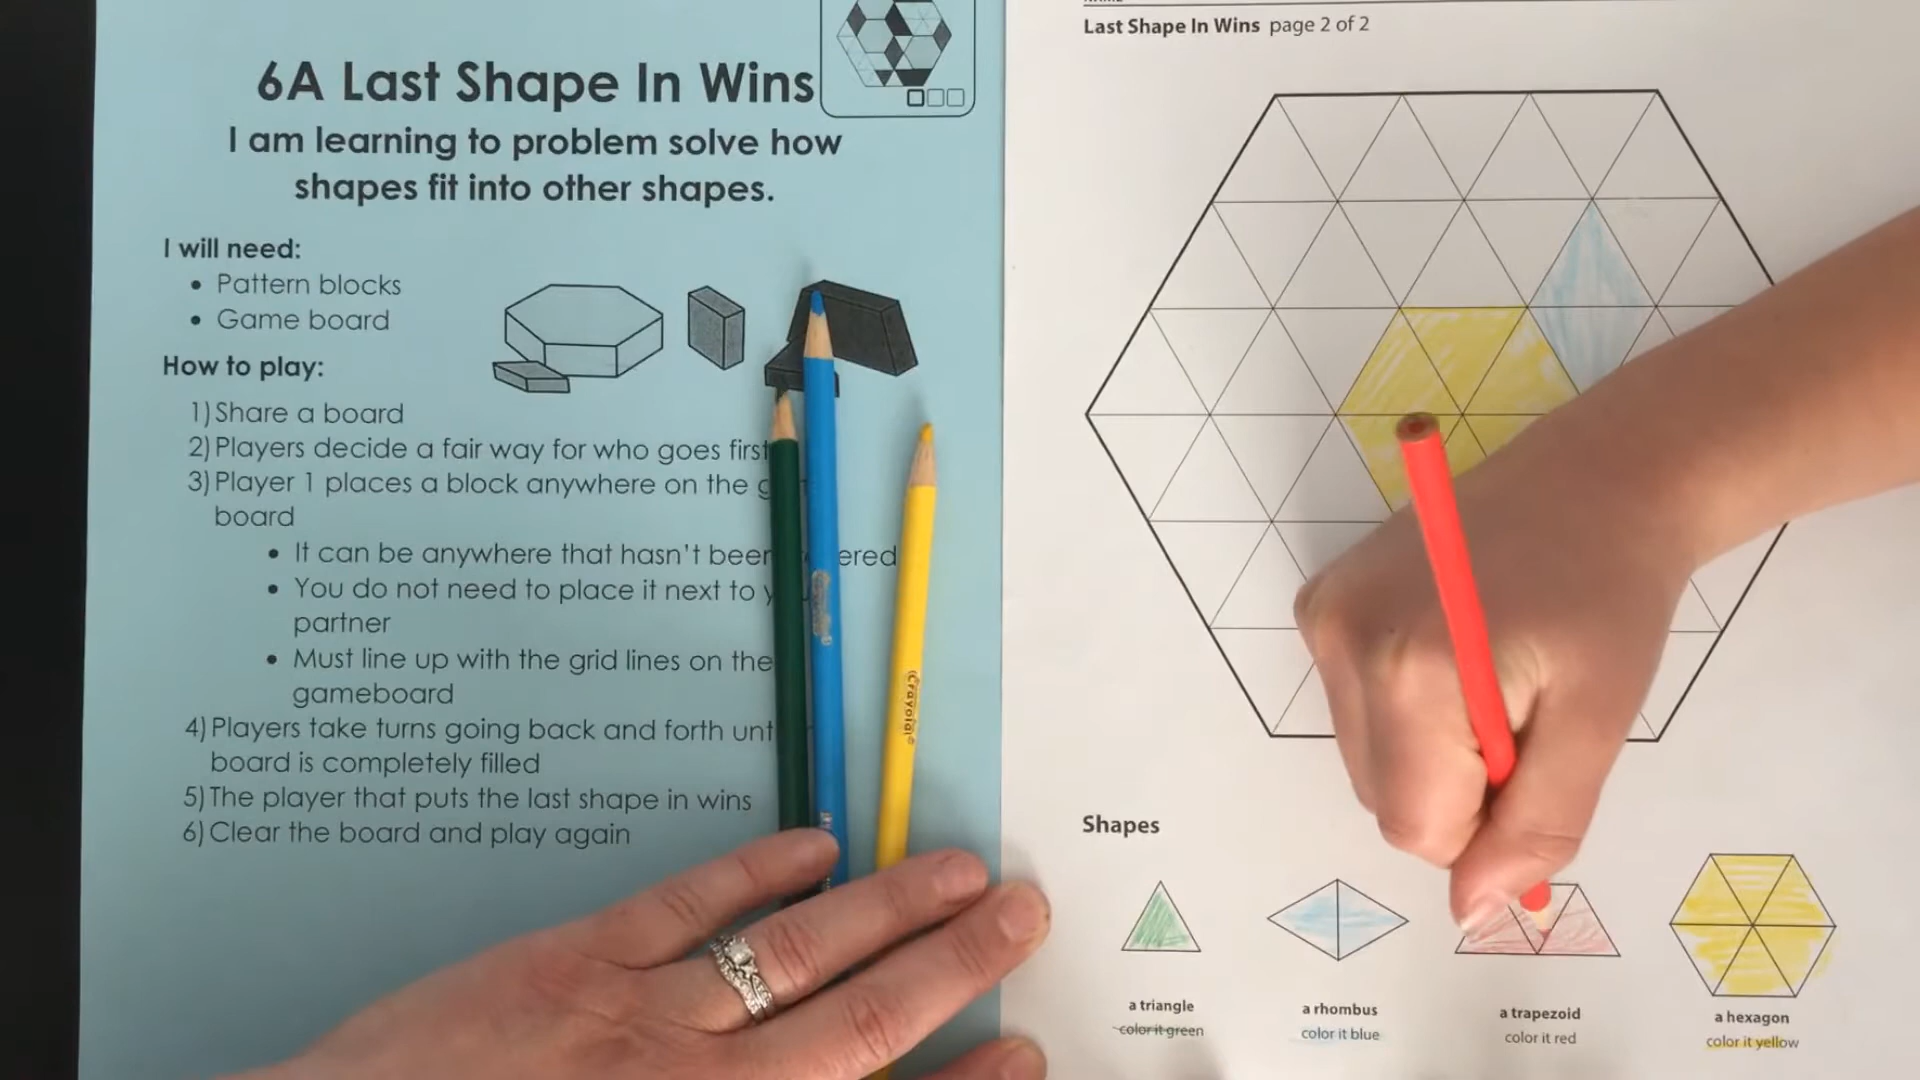 6A Last Shape In Wins
I am learning to problem solve how
shapes fit into other shapes.
I will need:
• Pattern blocks
• Game board
How to play:
1) Share a board
2) Players decide a fair way for who goes first
3) Player 1 places a block anywhere on the
board
• It can be anywhere that hasn't been
• You do not need to place it next to
partner
• Must line up with the grid lines on the
gameboard
4) Players take turns going back and forth
board is completely filled
5) The player that puts the last shape in wins
6) Clear the board and play again
Crayola
Last Shape In Wins page 2 of 2
Shapes
a triangle
color it green
a rhombus
color it blue
a trapezoid
color it red
a hexagon
color it yellow